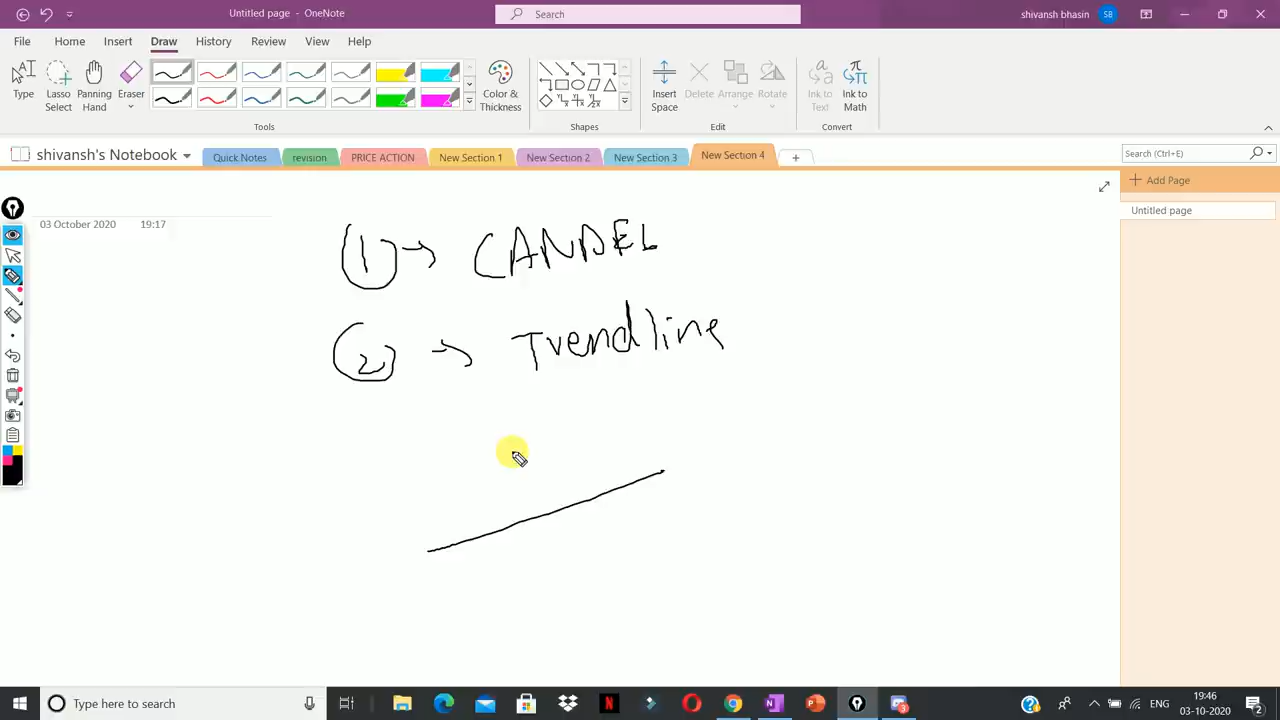 Untitled page - OneNote
Search
shivansh bhasin SB
File Home Insert Draw History Review View Help
Type
Lasso Select
Panning Hand
Eraser
Color & Thickness
Insert Space
Delete
Arrange
Rotate
Ink to Text
Ink to Math
Tools
Shapes
Edit
Convert
shivansh's Notebook
Quick Notes
revision
PRICE ACTION
New Section 1
New Section 2
New Section 3
New Section 4
Search (Ctrl+E)
Add Page
Untitled page
03 October 2020 19:17
1 → CANDEL
2 → Trendline
Type here to search
ENG
19:46
03-10-2020